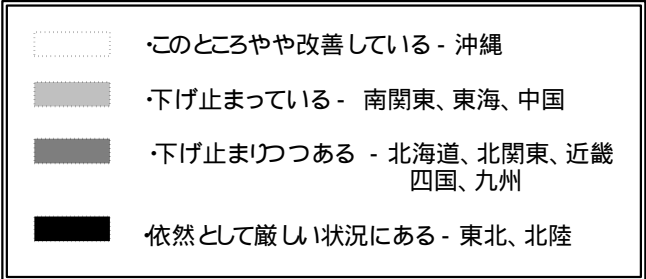 ・このところやや改善している - 沖縄
・下げ止まっている - 南関東、東海、中国
・下げ止まりつつある - 北海道、北関東、近畿
四国、九州
・依然として厳しい状況にある - 東北、北陸